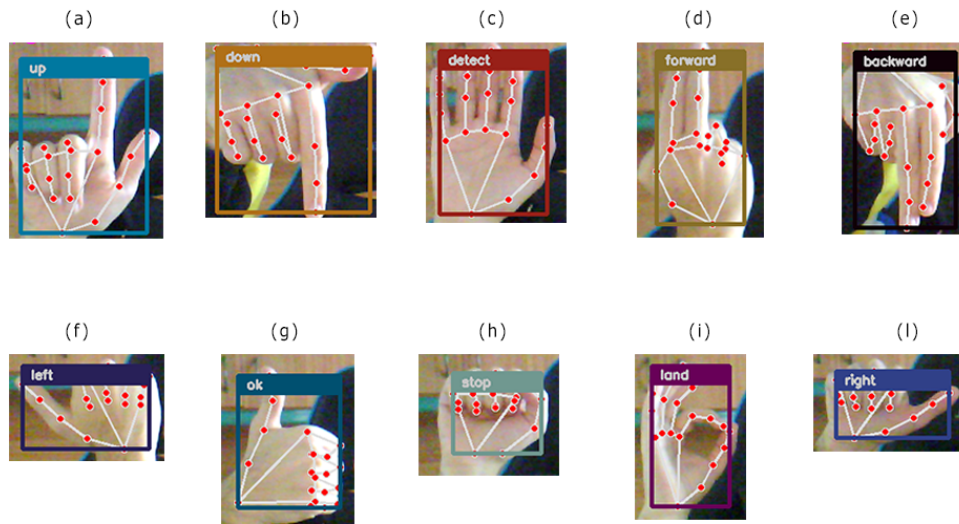 (a) (b) (c) (d) (e)
up down detect forward backward
(f) (g) (h) (i) (l)
left ok stop land right